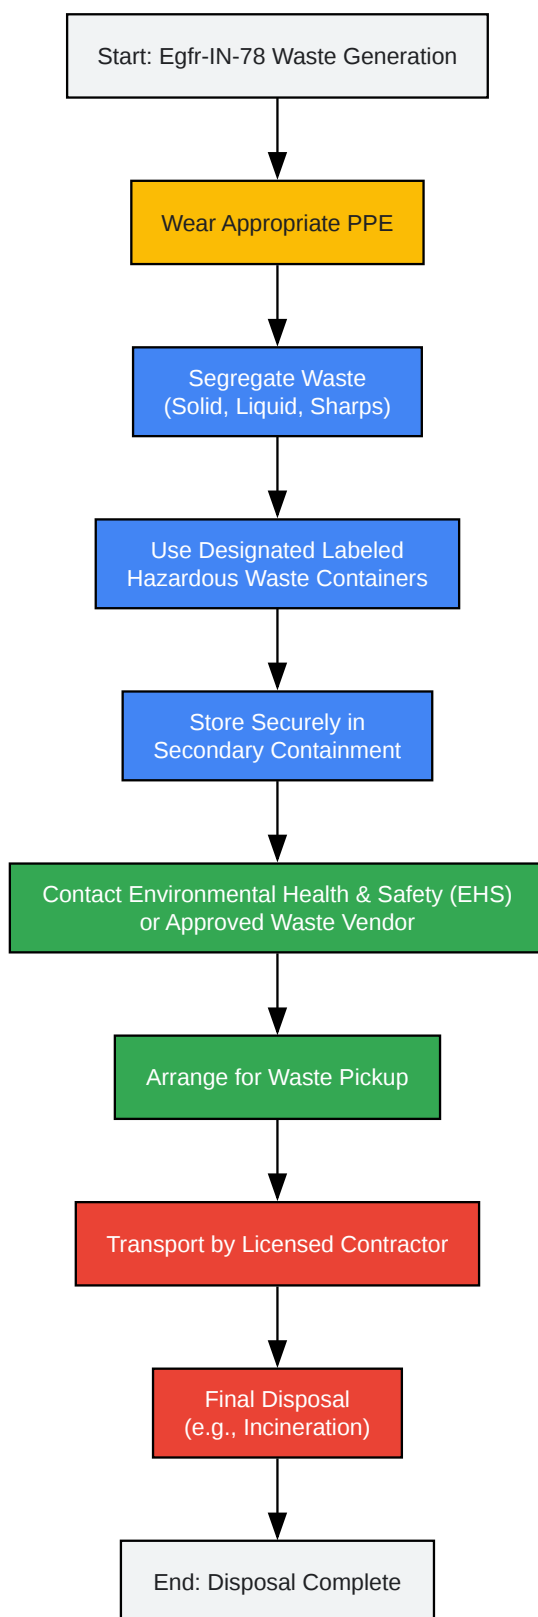 Start: Egfr-IN-78 Waste Generation
Wear Appropriate PPE
Segregate Waste
(Solid, Liquid, Sharps)
Use Designated Labeled
Hazardous Waste Containers
Store Securely in
Secondary Containment
Contact Environmental Health & Safety (EHS)
or Approved Waste Vendor
Arrange for Waste Pickup
Transport by Licensed Contractor
Final Disposal
(e.g., Incineration)
End: Disposal Complete